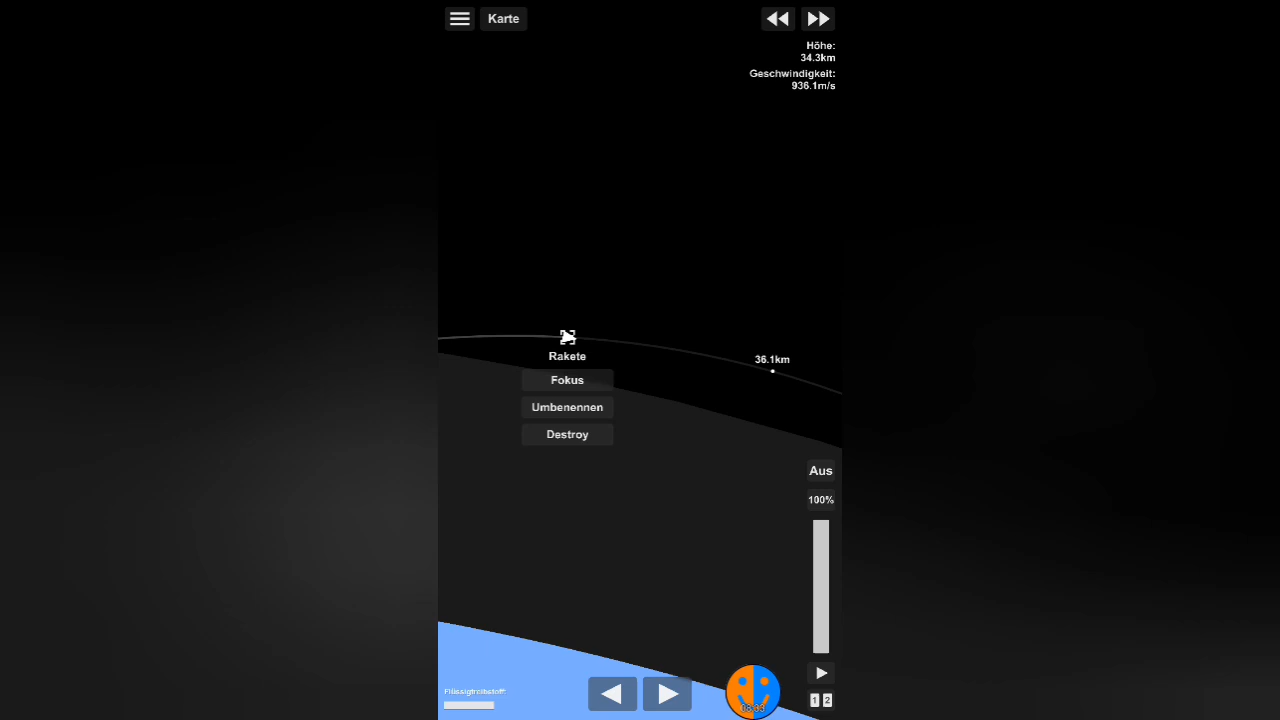 Karte
Höhe:
34.3km
Geschwindigkeit:
936.1m/s
36.1km
Rakete
Fokus
Umbenennen
Destroy
Aus
100%
Flüssigtreibstoff:
1 2